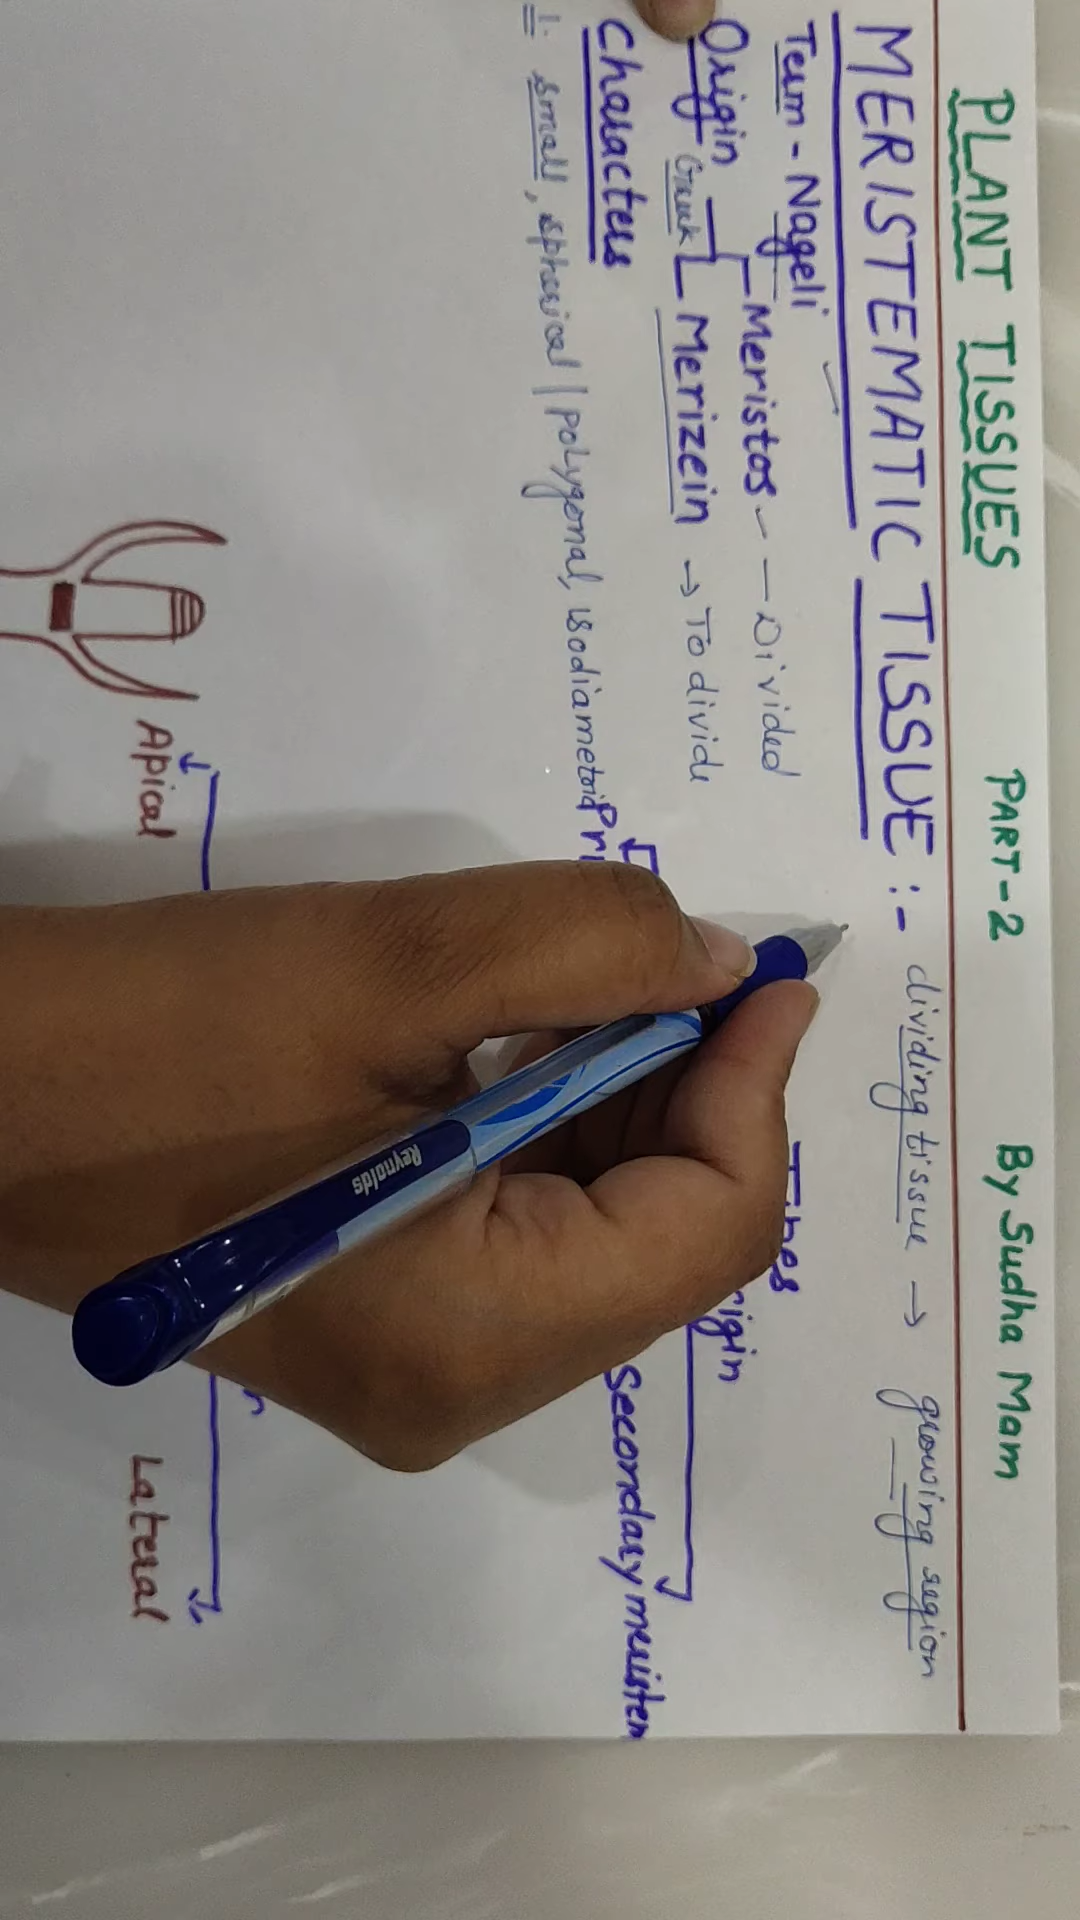 PLANT TISSUES PART-2 By Sudha Mam
MERISTEMATIC TISSUE :- dividing tissue → growing region
Term - Nageli
Meristos - — Divided
Origin
Greek
Merizein → To divide
Characters
1. small, spherical / polygonal, isodiametric
Secondary meristem
Apical
Lateral
Reynolds